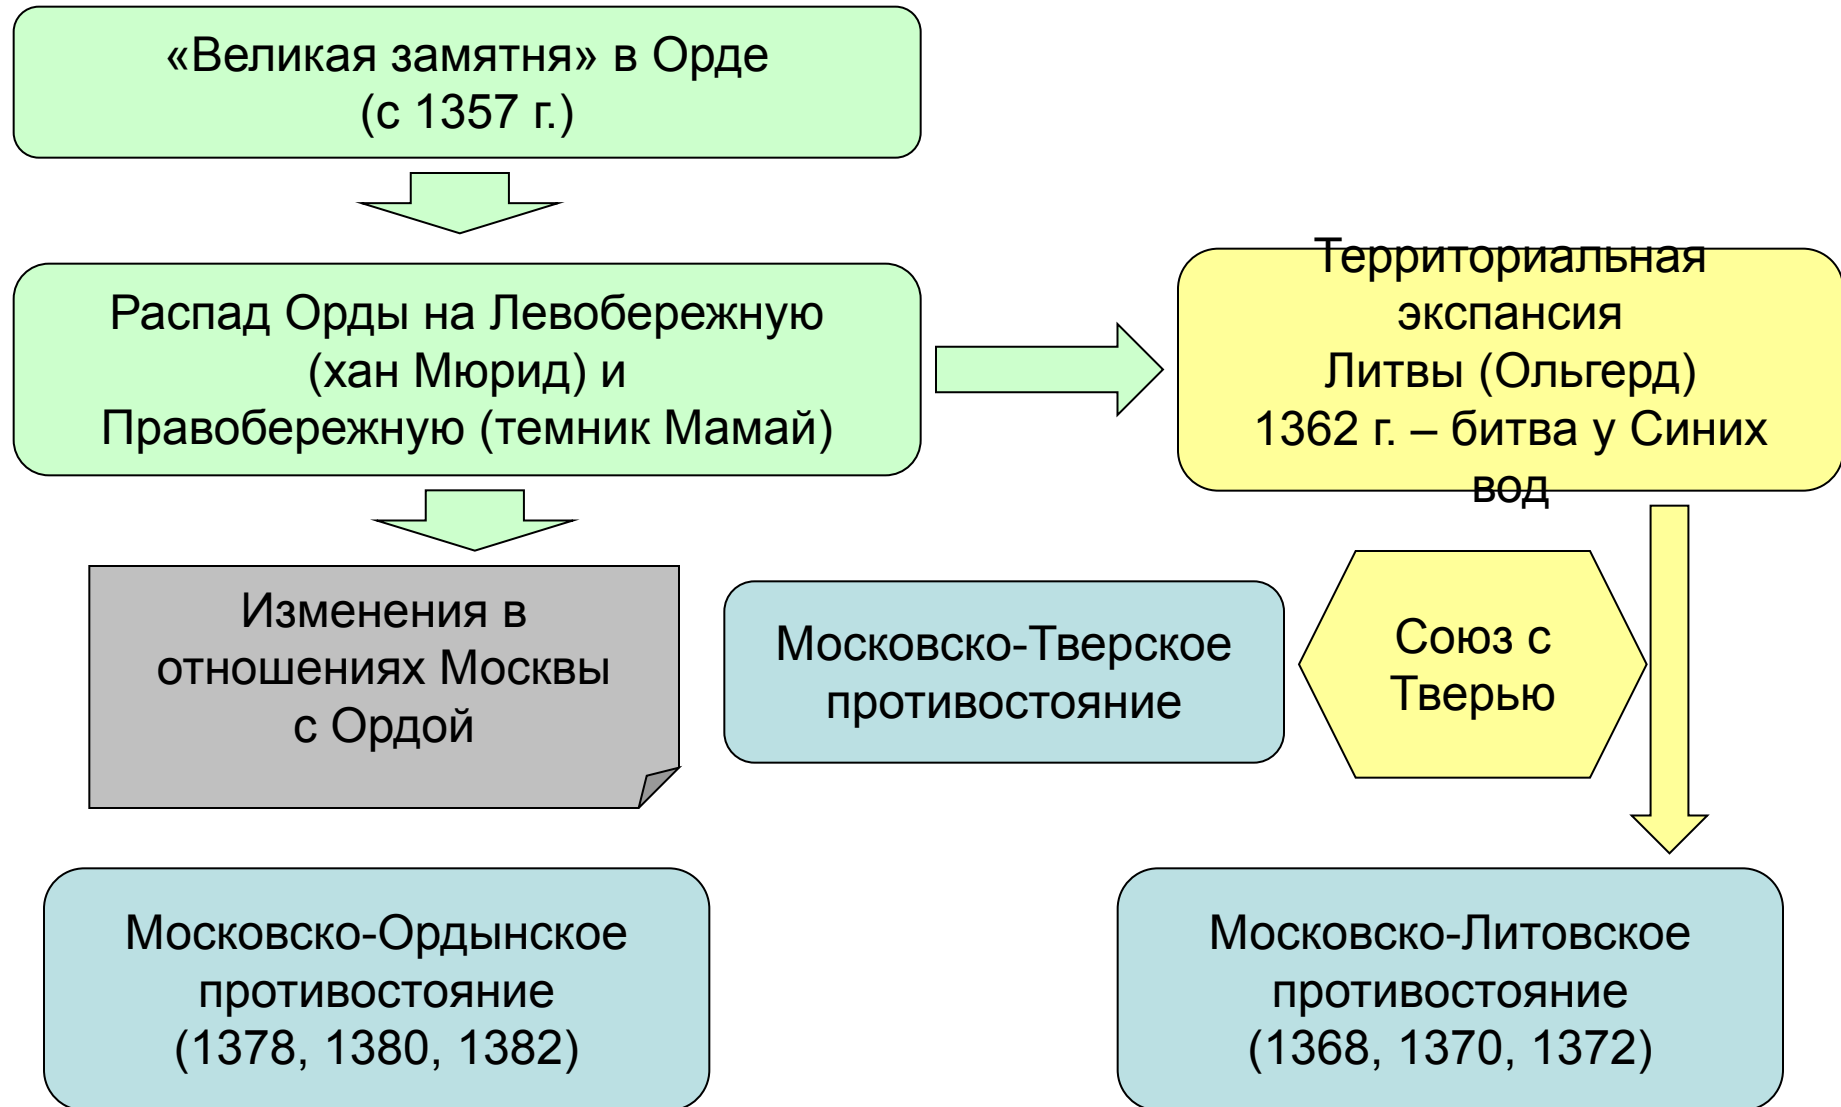 «Великая замятня» в Орде
(с 1357 г.)
Распад Орды на Левобережную
(хан Мюрид) и
Правобережную (темник Мамай)
Территориальная
экспансия
Литвы (Ольгерд)
1362 г. – битва у Синих
вод
Изменения в
отношениях Москвы
с Ордой
Московско-Тверское
противостояние
Союз с
Тверью
Московско-Ордынское
противостояние
(1378, 1380, 1382)
Московско-Литовское
противостояние
(1368, 1370, 1372)